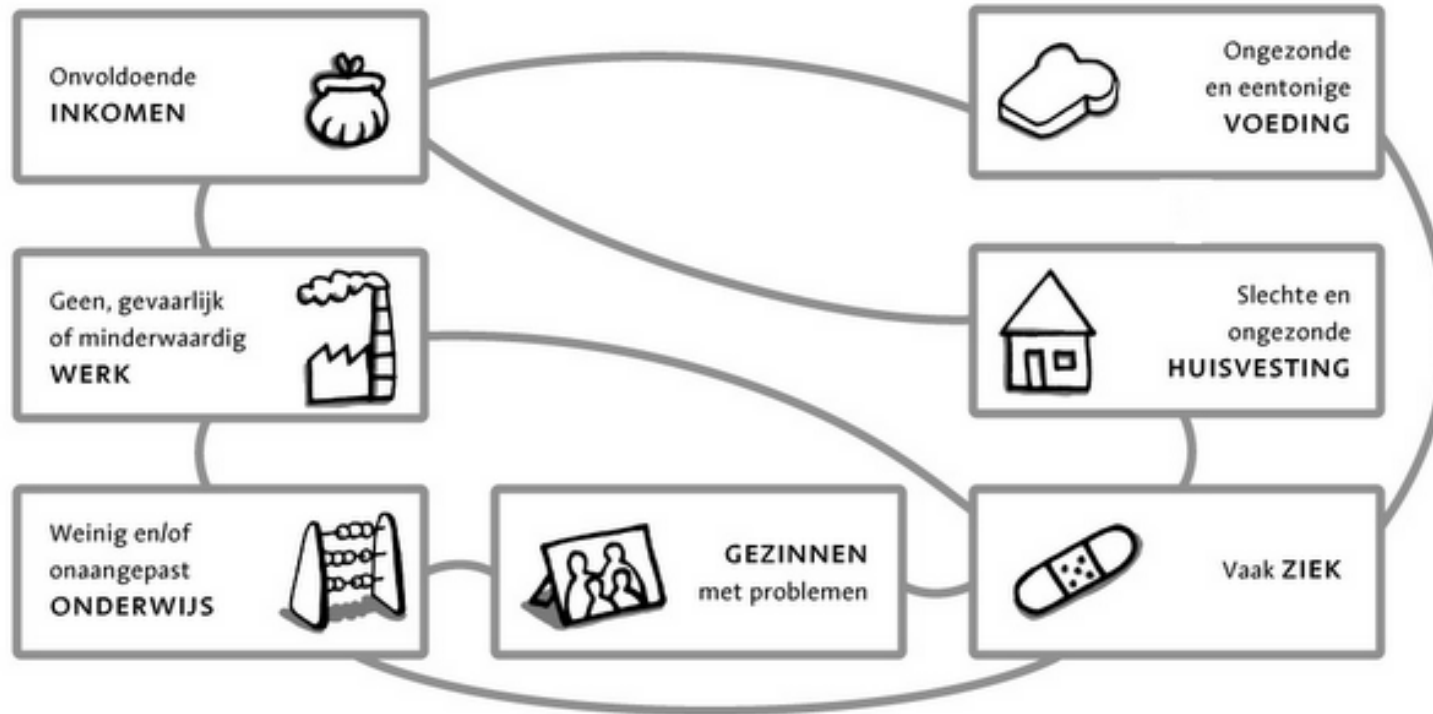 Onvoldoende
INKOMEN
Ongezonde
en eentonige
VOEDING
Geen, gevaarlijk
of minderwaardig
WERK
Slechte en
ongezonde
HUISVESTING
Weinig en/of
onaangepast
ONDERWIJS
GEZINNEN
met problemen
Vaak ZIEK